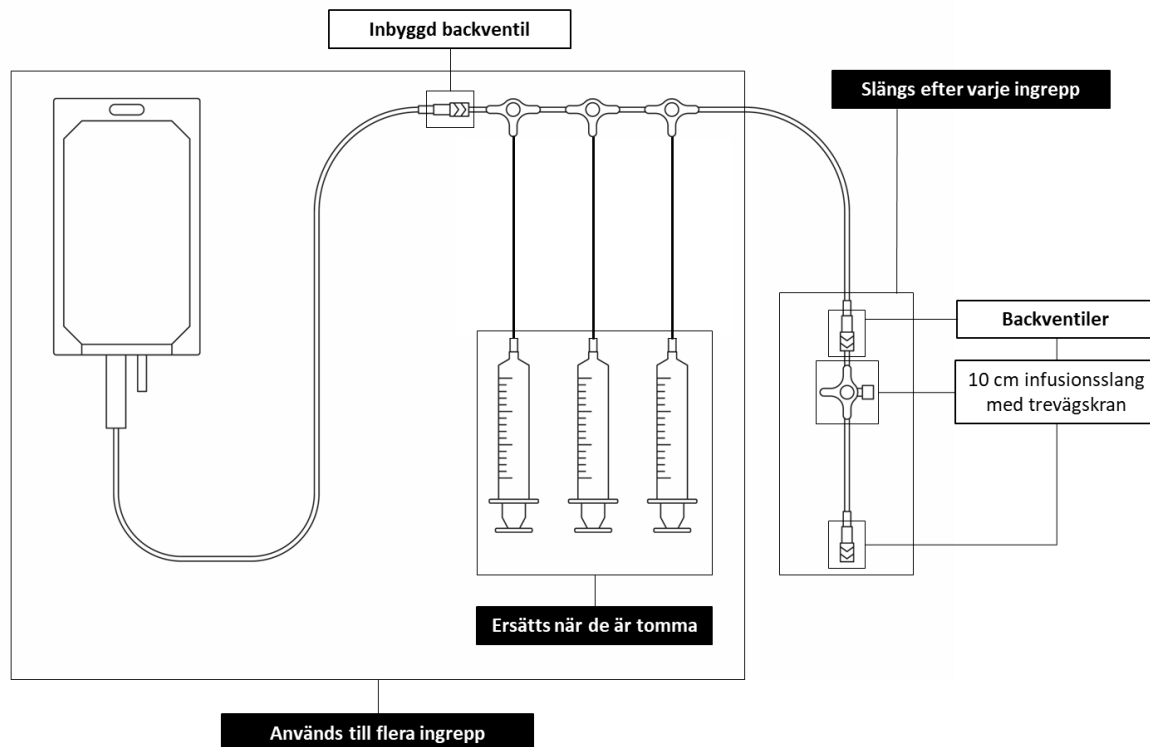 Inbyggd backventil
Slängs efter varje ingrepp
Backventiler
10 cm infusionsslang
med trevägskran
Ersätts när de är tomma
Används till flera ingrepp